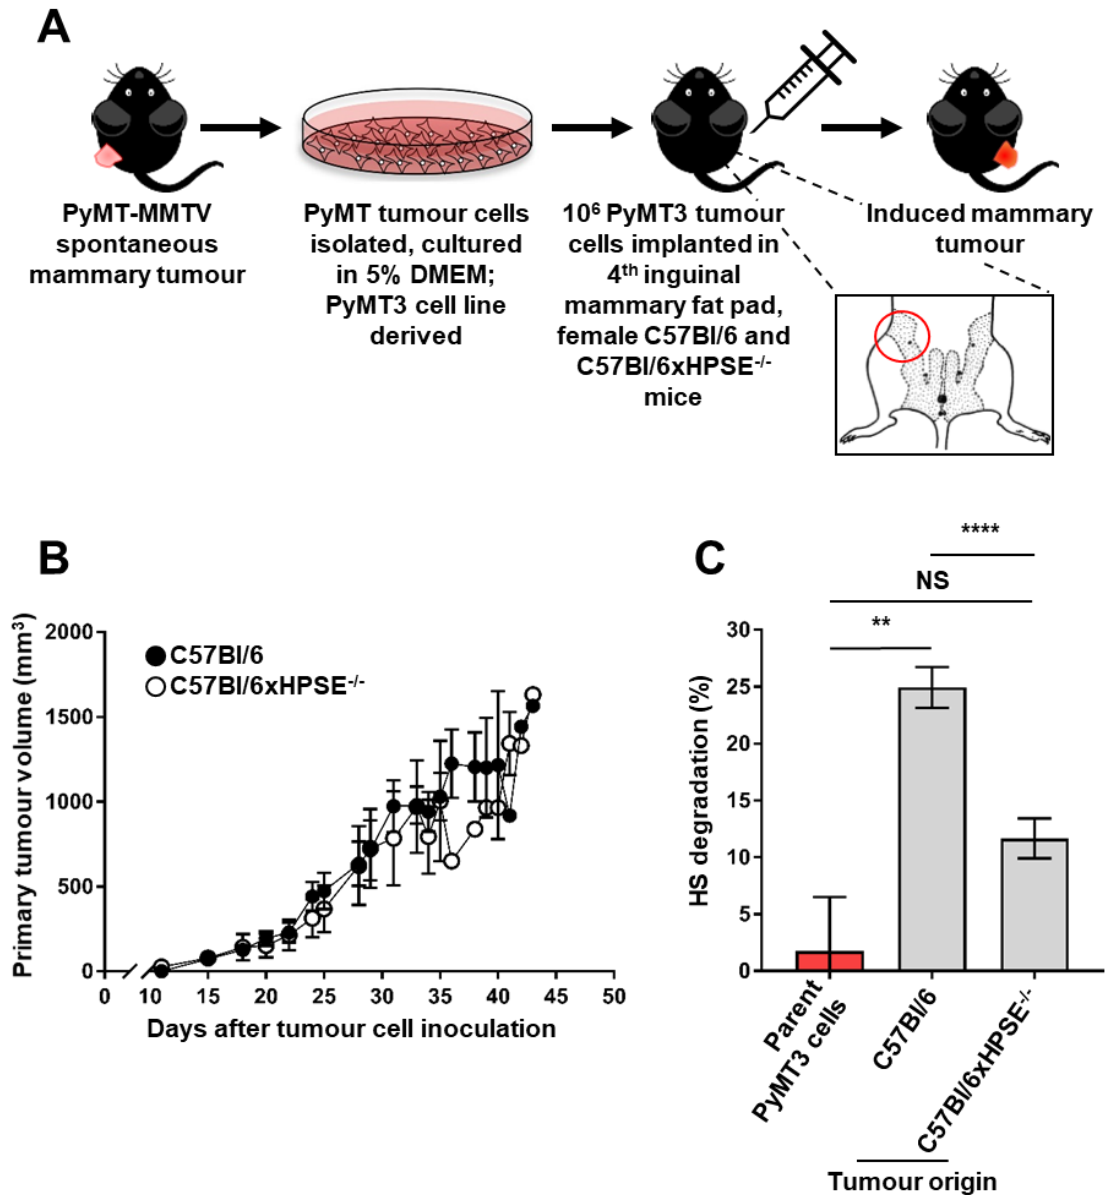 A
PyMT-MMTV
spontaneous
mammary tumour
PyMT tumour cells
isolated, cultured
in 5% DMEM;
PyMT3 cell line
derived
10⁶ PyMT3 tumour
cells implanted in
4ᵗʰ inguinal
mammary fat pad,
female C57Bl/6 and
C57Bl/6xHPSE⁻/⁻
mice
Induced mammary
tumour
B
Primary tumour volume (mm³)
2000
1500
1000
500
0
C57Bl/6
C57Bl/6xHPSE⁻/⁻
0 10 15 20 25 30 35 40 45 50
Days after tumour cell inoculation
C
****
NS
**
HS degradation (%)
30
25
20
15
10
5
0
Parent
PyMT3 cells
C57Bl/6
C57Bl/6xHPSE⁻/⁻
Tumour origin